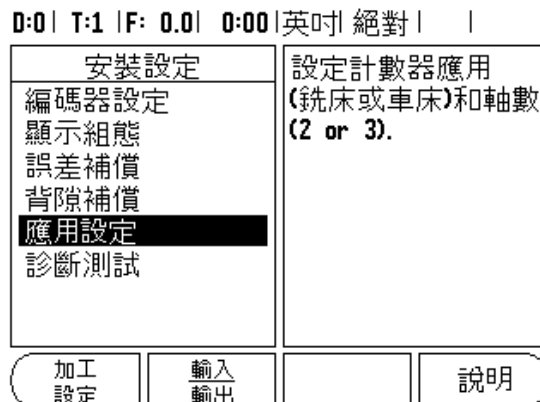 D:0 | T:1 | F: 0.0 | 0:00 | 英吋 | 絕對 | |
安裝設定
編碼器設定
顯示組態
誤差補償
背隙補償
應用設定
診斷測試
設定計數器應用
(銑床或車床)和軸數
(2 or 3).
加工
設定
輸入
輸出
說明